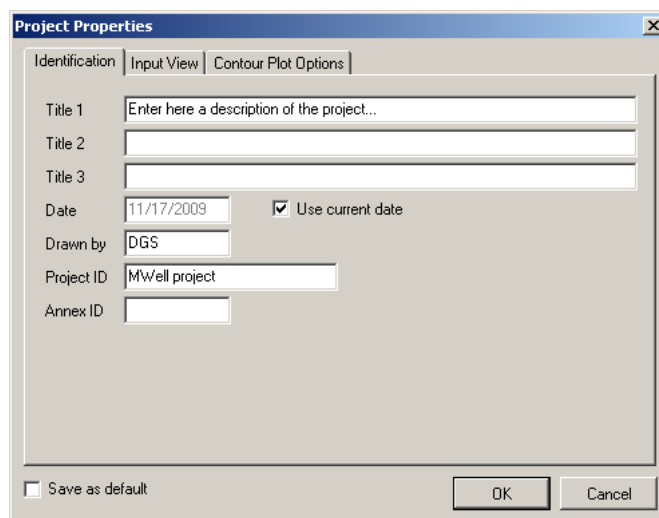 Project Properties
Identification Input View Contour Plot Options
Title 1 Enter here a description of the project...
Title 2
Title 3
Date 11/17/2009 Use current date
Drawn by DGS
Project ID MWell project
Annex ID
Save as default OK Cancel